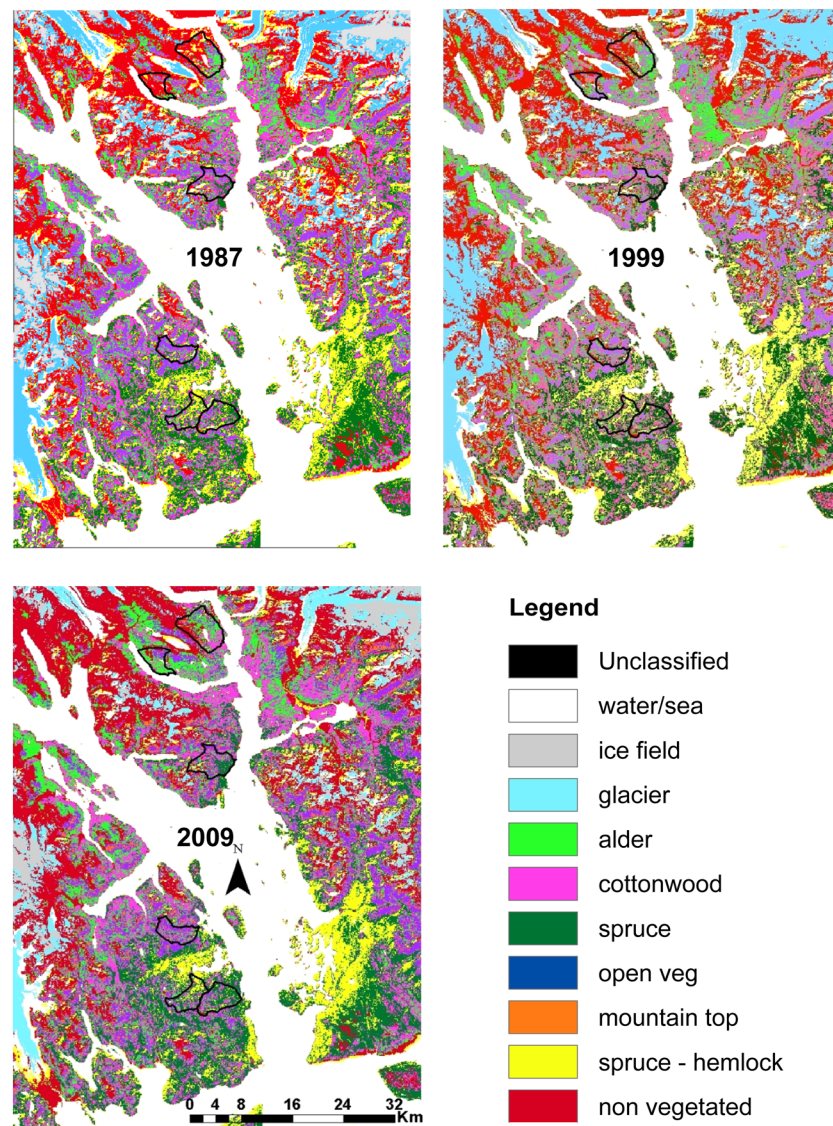 1987
1999
2009
N
0 2 4 8 16 24 32
Km
Legend
Unclassified
water/sea
ice field
glacier
alder
cottonwood
spruce
open veg
mountain top
spruce - hemlock
non vegetated